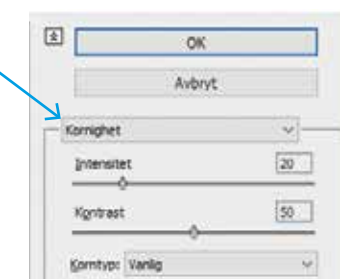 OK
Avbryt
Kornighet
Intensitet 20
Kontrast 50
Korntyp: Vanlig